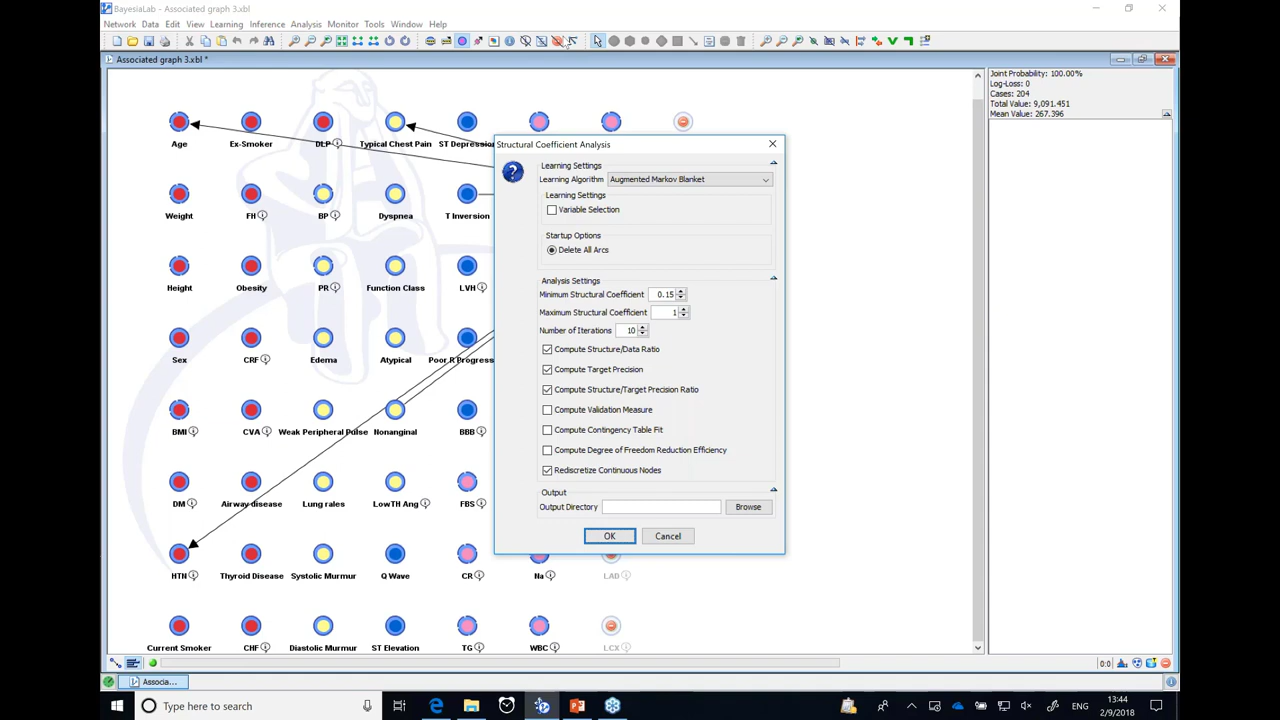 BayesiaLab - Associated graph 3.xbl
Network Data Edit View Learning Inference Analysis Monitor Tools Window Help
Associated graph 3.xbl *
Joint Probability: 100.00%
Log-Loss: 0
Cases: 204
Total Value: 9,091.451
Mean Value: 267.396
Age Ex-Smoker DLP Typical Chest Pain ST Depression
Weight FH BP Dyspnea T Inversion
Height Obesity PR Function Class LVH
Sex CRF Edema Atypical Poor R Progress
BMI CVA Weak Peripheral Pulse Nonanginal BBB
DM Airway disease Lung rales LowTH Ang FBS
HTN Thyroid Disease Systolic Murmur Q Wave CR Na LAD
Current Smoker CHF Diastolic Murmur ST Elevation TG WBC LCX
Structural Coefficient Analysis
Learning Settings
Learning Algorithm Augmented Markov Blanket
Learning Settings
Variable Selection
Startup Options
Delete All Arcs
Analysis Settings
Minimum Structural Coefficient 0.15
Maximum Structural Coefficient 1
Number of Iterations 10
Compute Structure/Data Ratio
Compute Target Precision
Compute Structure/Target Precision Ratio
Compute Validation Measure
Compute Contingency Table Fit
Compute Degree of Freedom Reduction Efficiency
Rediscretize Continuous Nodes
Output
Output Directory Browse
OK Cancel
0:0
Associa...
Type here to search
ENG
13:44
2/9/2018